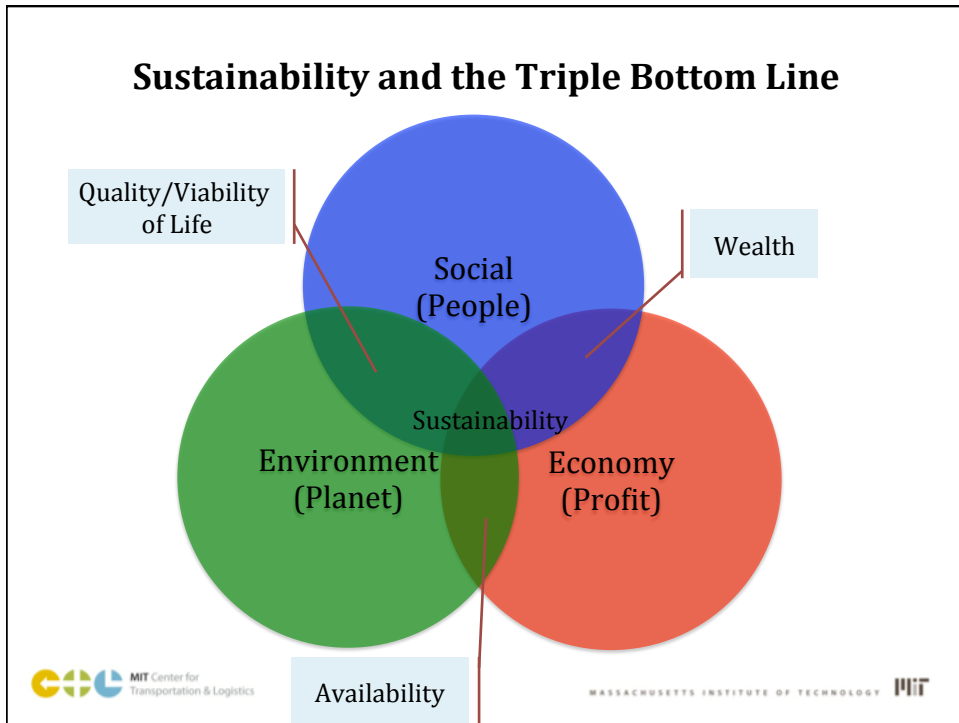 Sustainability and the Triple Bottom Line
Quality/Viability
of Life
Wealth
Social
(People)
Sustainability
Environment
(Planet)
Economy
(Profit)
Availability
MIT Center for
Transportation & Logistics
MASSACHUSETTS INSTITUTE OF TECHNOLOGY